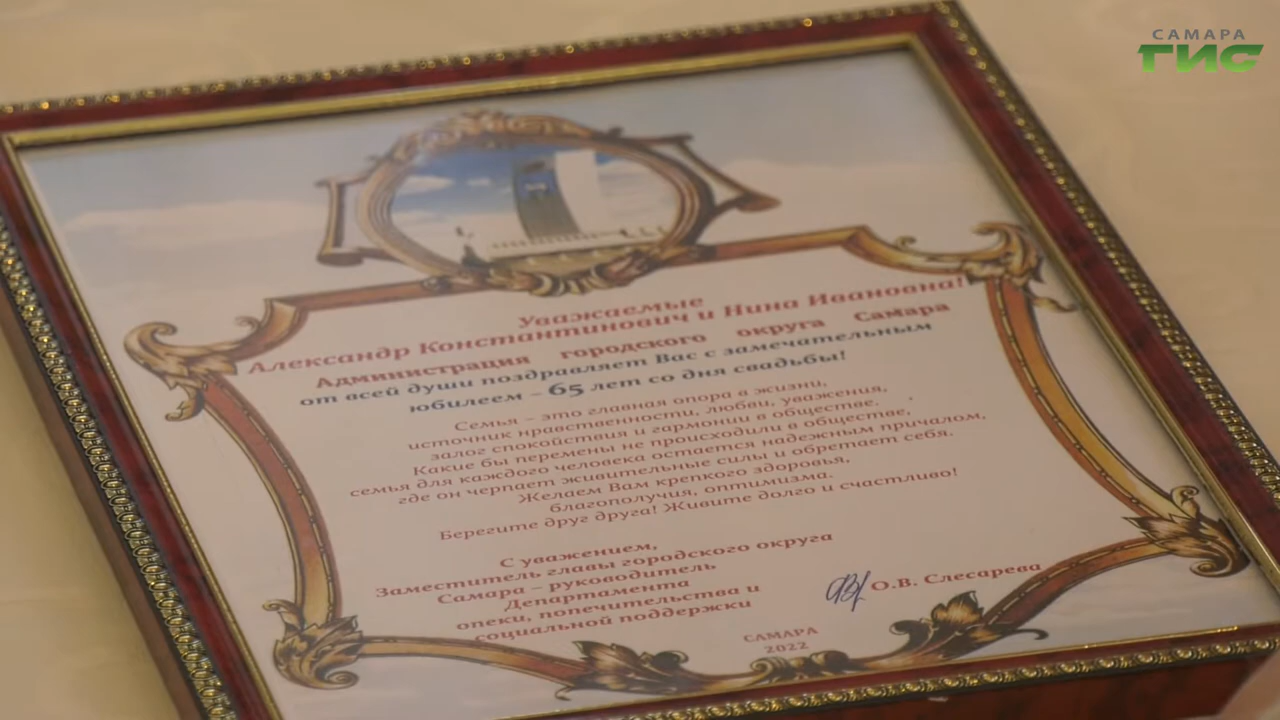 САМАРА
ГИС
Уважаемые
Александр Константинович и Нина Ивановна!
Администрация городского округа Самара
от всей души поздравляет Вас с замечательным
юбилеем – 65 лет со дня свадьбы!
Семья – это главная опора в жизни,
источник нравственности, любви, уважения,
залог спокойствия и гармонии в обществе.
Какие бы перемены не происходили в обществе,
семья для каждого человека остается надежным причалом,
где он черпает живительные силы и обретает себя.
Желаем Вам крепкого здоровья,
благополучия, оптимизма.
Берегите друг друга! Живите долго и счастливо!
С уважением,
Заместитель главы городского округа
Самара – руководитель
Департамента
опеки, попечительства и
социальной поддержки
О.В. Слесарева
САМАРА
2022